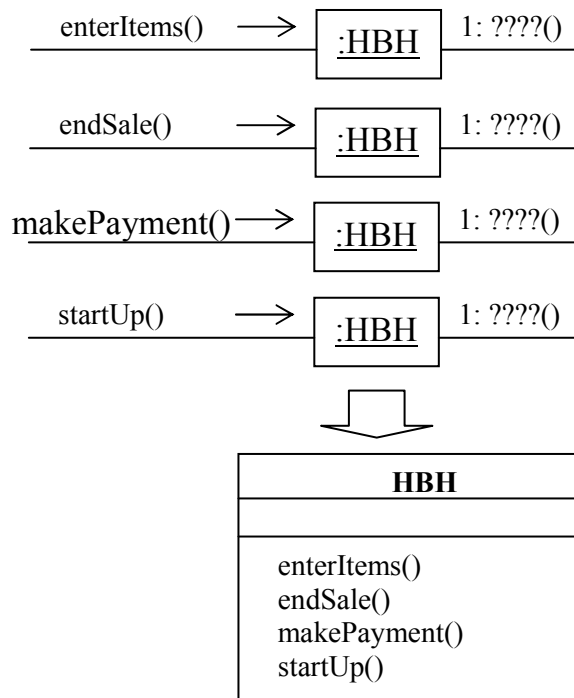 enterItems() :HBH 1: ????()
endSale() :HBH 1: ????()
makePayment() :HBH 1: ????()
startUp() :HBH 1: ????()
HBH
enterItems()
endSale()
makePayment()
startUp()